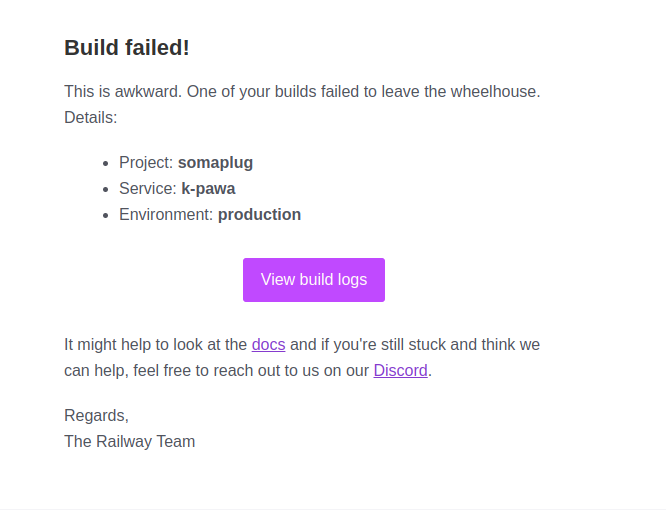 Build failed!
This is awkward. One of your builds failed to leave the wheelhouse.
Details:
• Project: somaplug
• Service: k-pawa
• Environment: production
View build logs
It might help to look at the docs and if you're still stuck and think we
can help, feel free to reach out to us on our Discord.
Regards,
The Railway Team